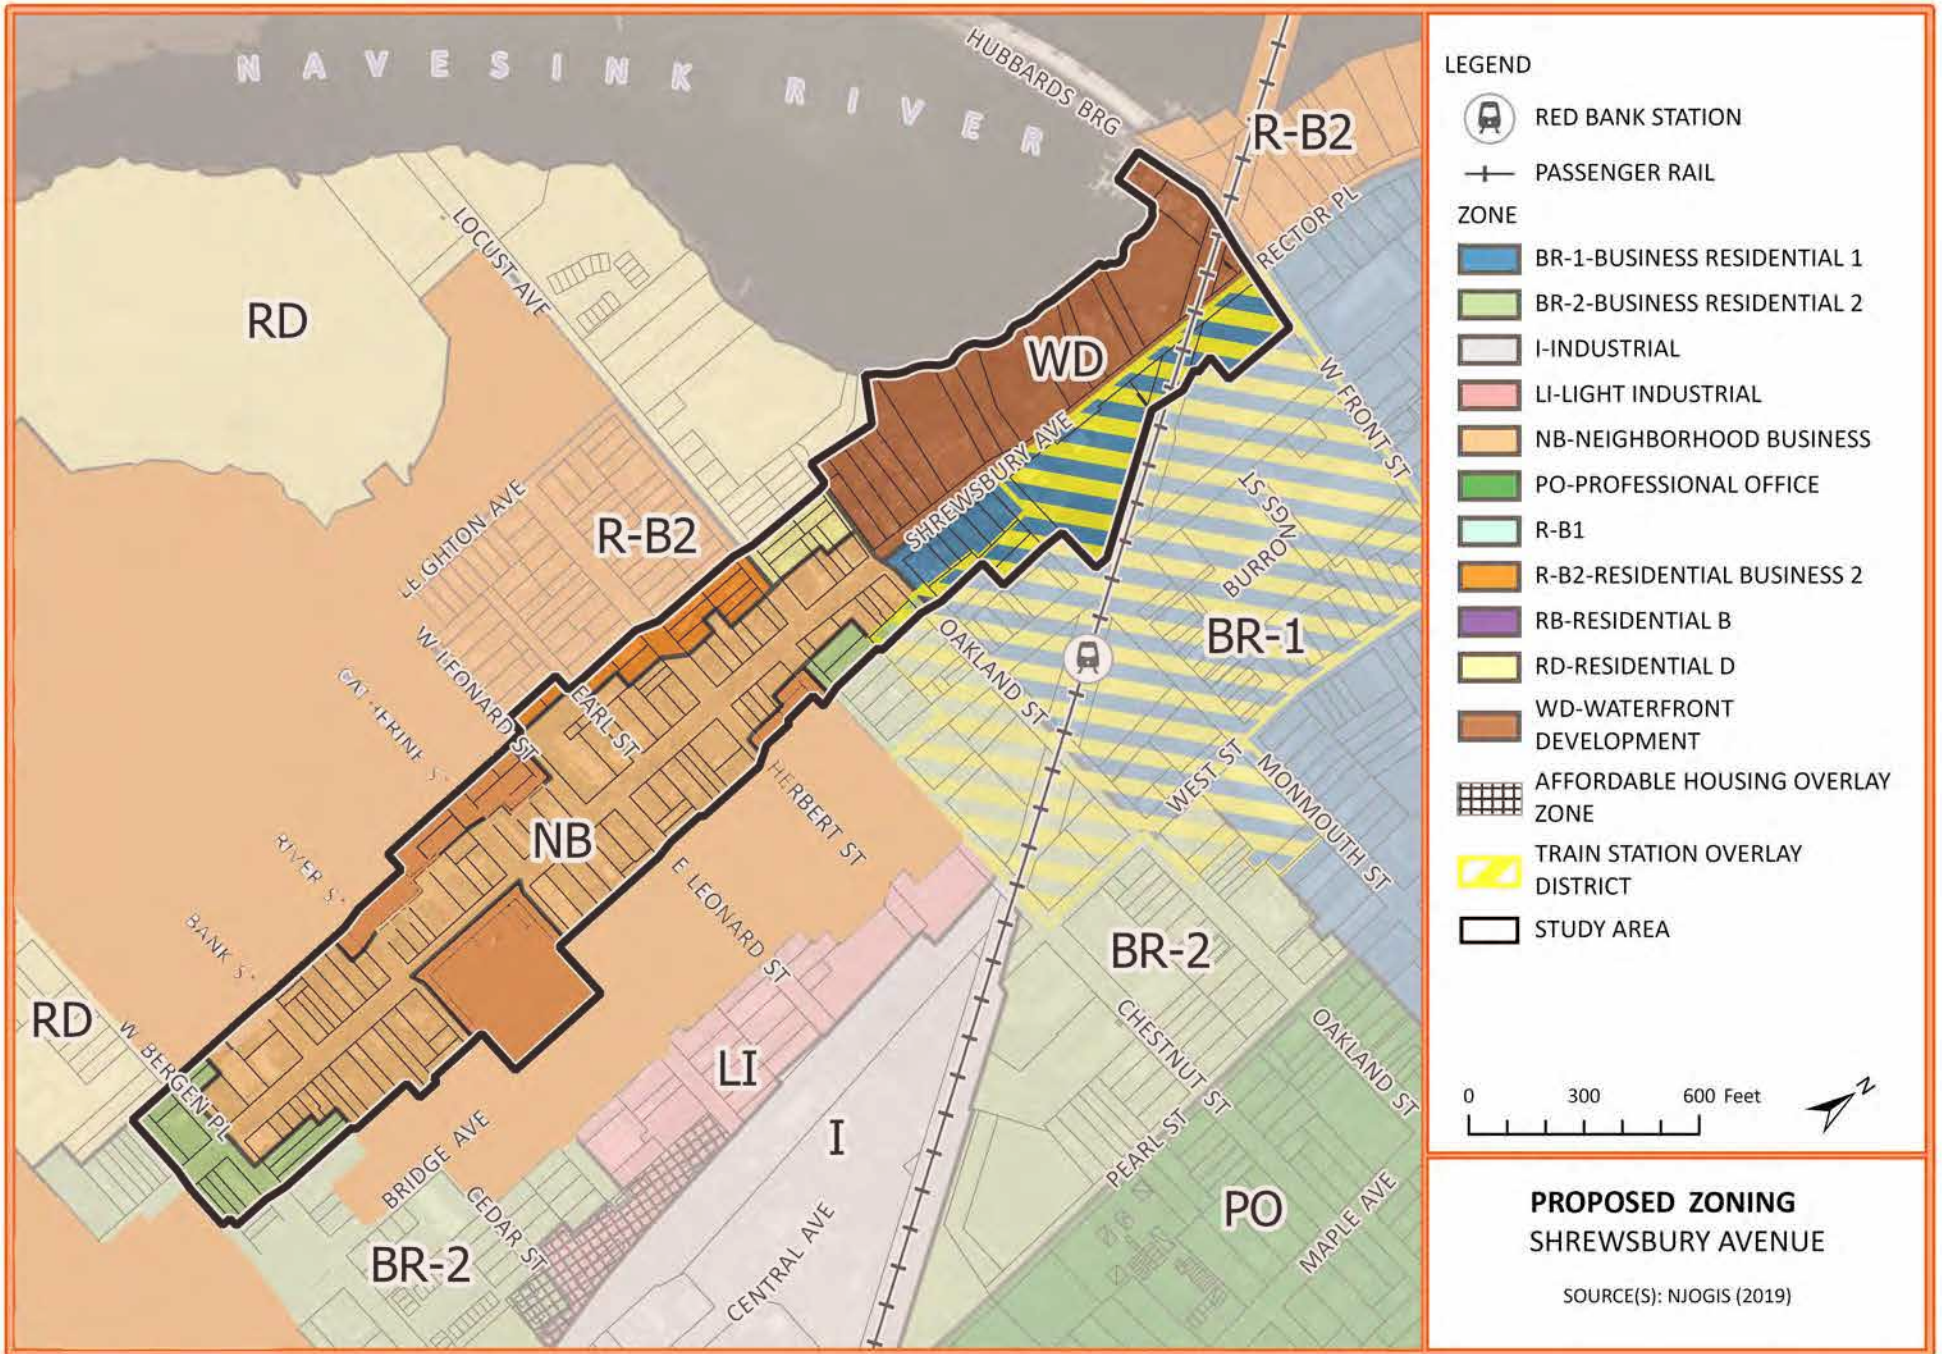 NAVESINK RIVER
HUBBARDS BRG
R-B2
RECTOR PL
LOCUST AVE
RD
WD
W FRONT ST
SHREWSBURY AVE
LEIGHTON AVE
R-B2
BURROWGS ST
BR-1
OAKLAND ST
W LEONARD ST
EARL ST
CATHERINE ST
WEST ST
MONMOUTH ST
HERBERT ST
NB
RIVER ST
E LEONARD ST
BANK ST
BR-2
RD
W BERGEN PL
CHESTNUT ST
OAKLAND ST
LI
I
PEARL ST
BRIDGE AVE
CEDAR ST
PO
MAPLE AVE
BR-2
CENTRAL AVE
LEGEND
RED BANK STATION
PASSENGER RAIL
ZONE
BR-1-BUSINESS RESIDENTIAL 1
BR-2-BUSINESS RESIDENTIAL 2
I-INDUSTRIAL
LI-LIGHT INDUSTRIAL
NB-NEIGHBORHOOD BUSINESS
PO-PROFESSIONAL OFFICE
R-B1
R-B2-RESIDENTIAL BUSINESS 2
RB-RESIDENTIAL B
RD-RESIDENTIAL D
WD-WATERFRONT
DEVELOPMENT
AFFORDABLE HOUSING OVERLAY
ZONE
TRAIN STATION OVERLAY
DISTRICT
STUDY AREA
0 300 600 Feet
N
PROPOSED ZONING
SHREWSBURY AVENUE
SOURCE(S): NJOGIS (2019)